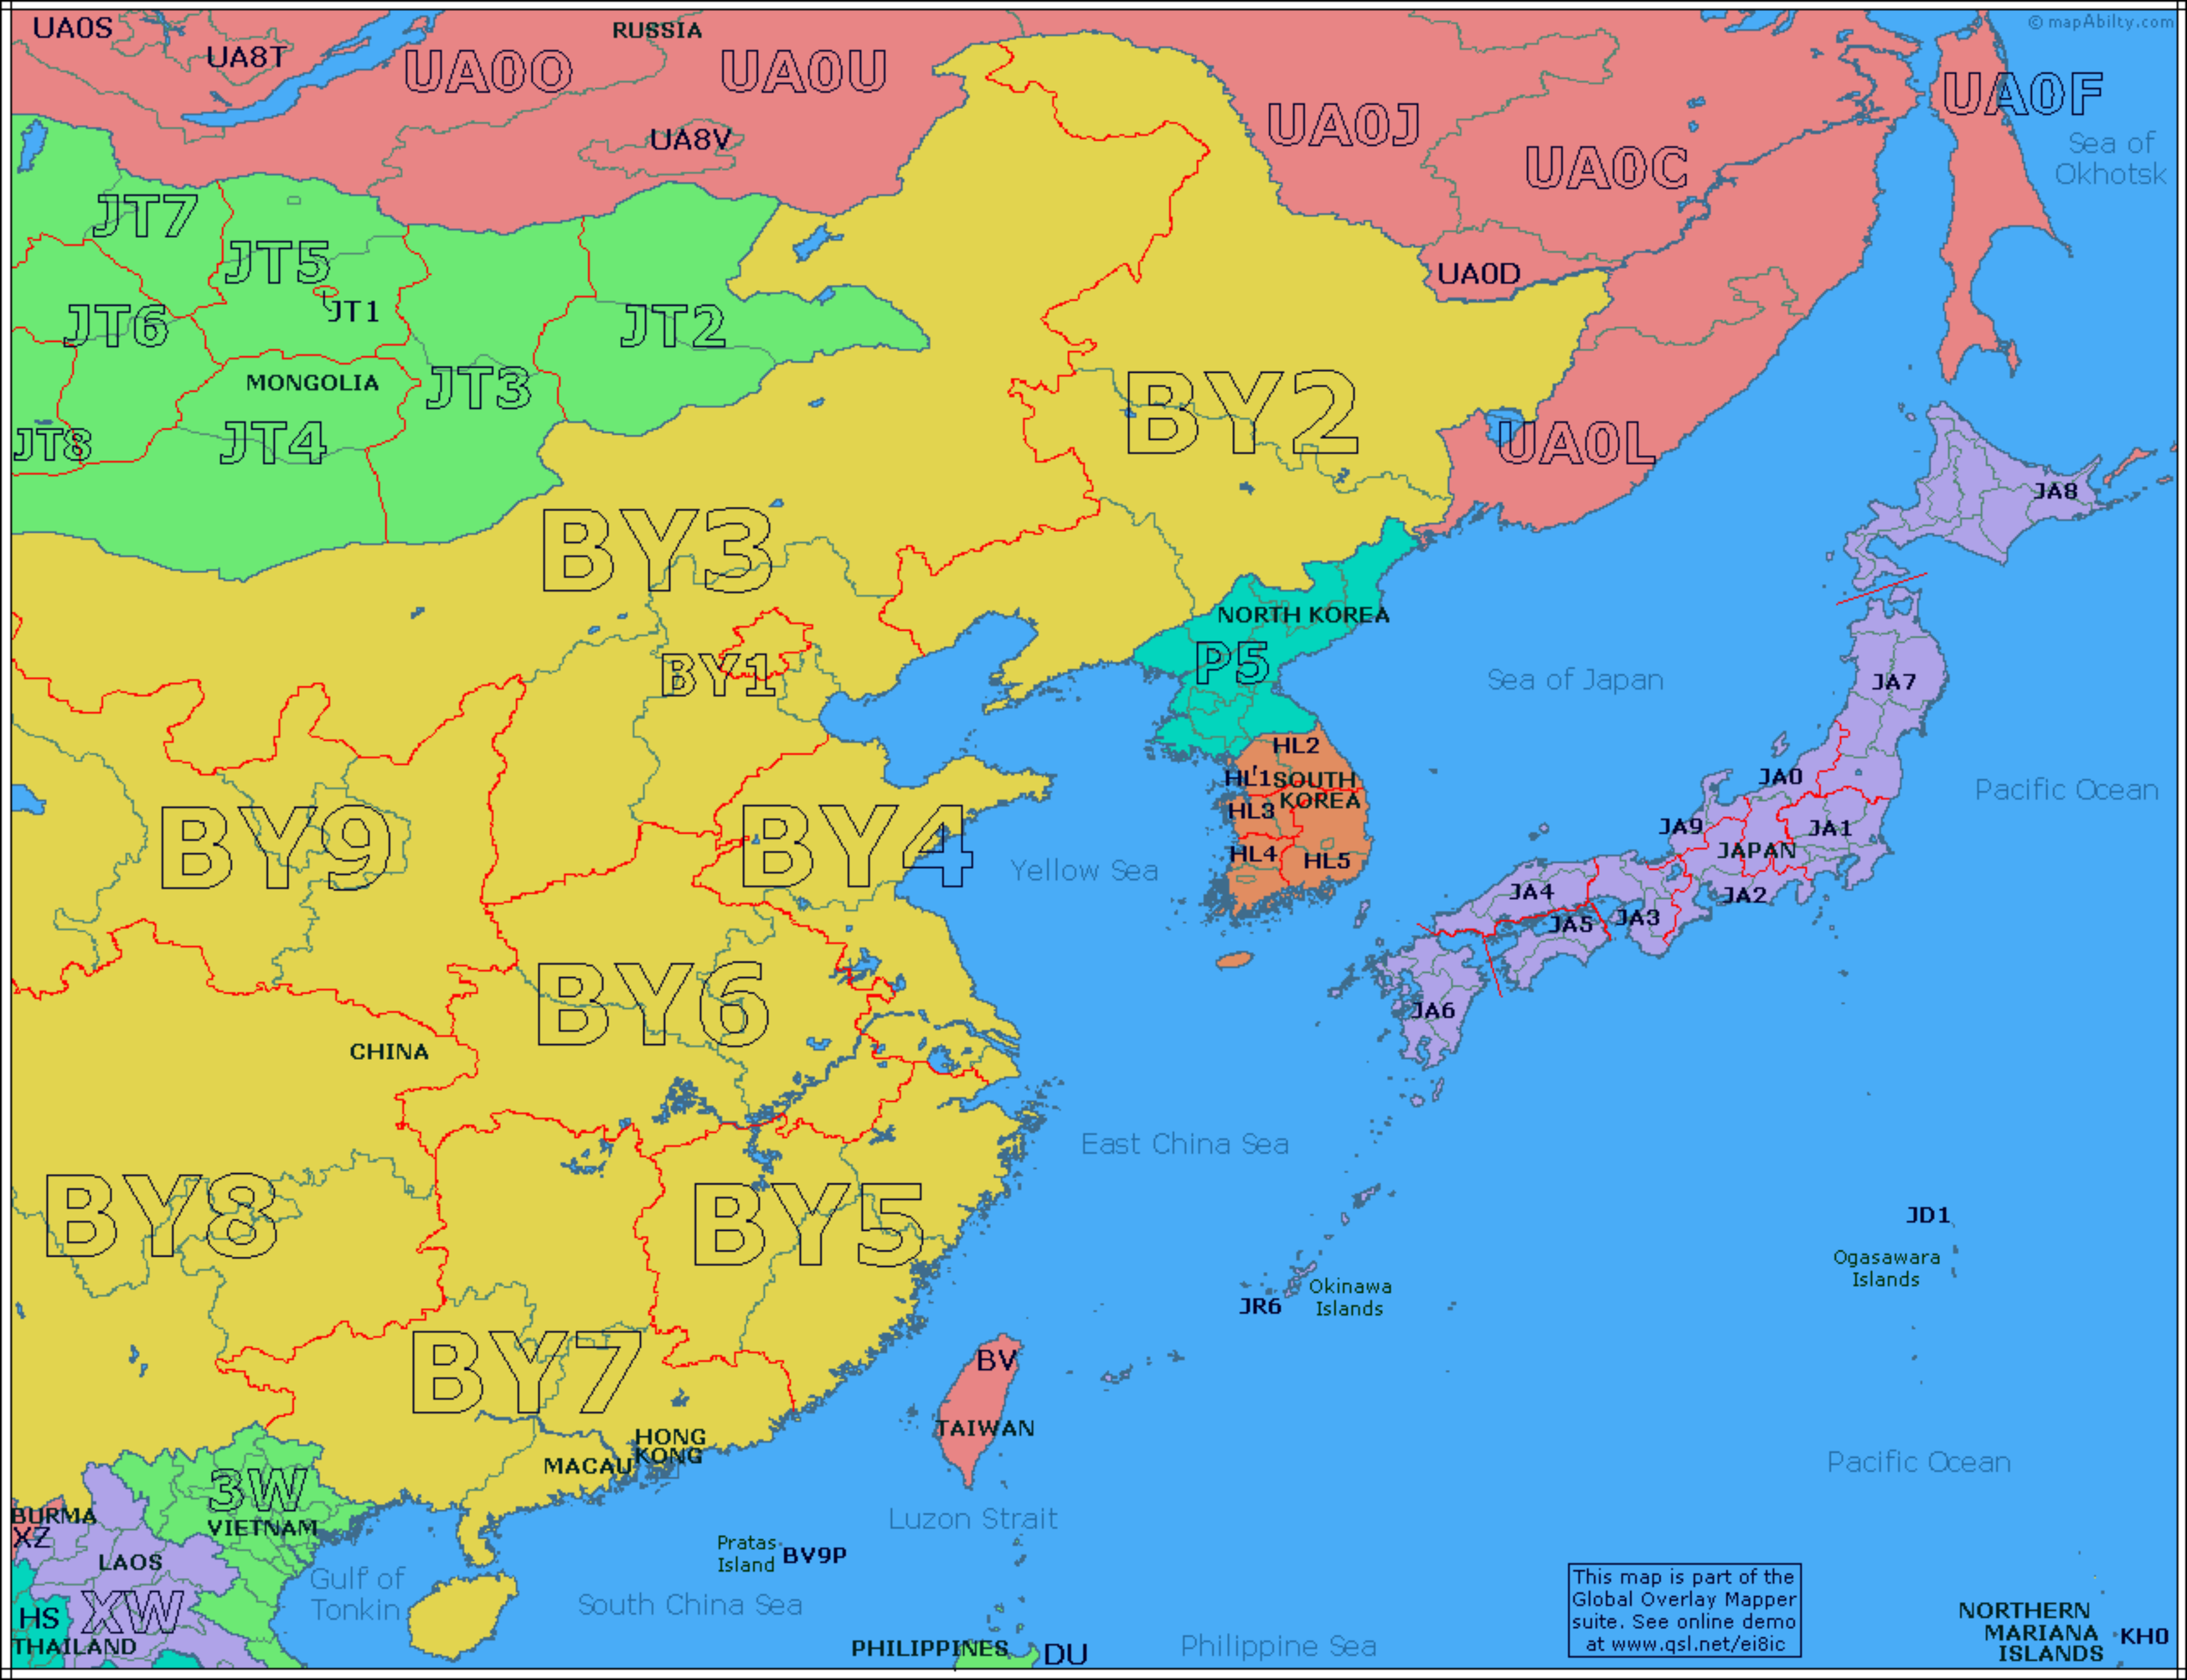 © mapAbilty.com
UA0S
RUSSIA
UA8T
UA0O
UA0U
UA0F
UA0J
UA8V
Sea of
Okhotsk
UA0C
JT7
JT5
UA0D
JT1
JT6
JT2
MONGOLIA
JT3
BY2
JT8
JT4
UA0L
JA8
BY3
NORTH KOREA
P5
BY1
Sea of Japan
JA7
HL2
HL1
SOUTH
KOREA
JA0
Pacific Ocean
HL3
BY9
BY4
JA9
JA1
JAPAN
HL4
HL5
Yellow Sea
JA4
JA2
JA3
JA5
BY6
JA6
CHINA
East China Sea
BY8
BY5
JD1
Ogasawara
Islands
Okinawa
Islands
JR6
BV
BY7
TAIWAN
HONG
KONG
MACAU
Pacific Ocean
3W
BURMA
XZ
VIETNAM
Luzon Strait
Pratas
Island
BV9P
LAOS
Gulf of
Tonkin
South China Sea
XW
HS
THAILAND
PHILIPPINES
DU
Philippine Sea
This map is part of the
Global Overlay Mapper
suite. See online demo
at www.qsl.net/ei8ic
NORTHERN
MARIANA
ISLANDS
KH0